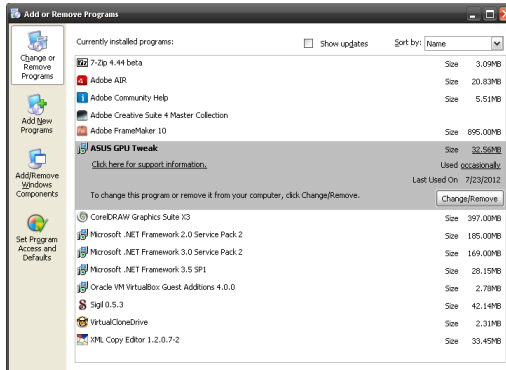 Add or Remove Programs
Currently installed programs:
Show updates
Sort by: Name
Change or Remove Programs
Add New Programs
Add/Remove Windows Components
Set Program Access and Defaults
7-Zip 4.44 beta Size 3.09MB
Adobe AIR Size 20.83MB
Adobe Community Help Size 5.51MB
Adobe Creative Suite 4 Master Collection
Adobe FrameMaker 10 Size 895.00MB
ASUS GPU Tweak Size 32.56MB
Click here for support information. Used occasionally
Last Used On 7/23/2012
To change this program or remove it from your computer, click Change/Remove. Change/Remove
CorelDRAW Graphics Suite X3 Size 397.00MB
Microsoft .NET Framework 2.0 Service Pack 2 Size 185.00MB
Microsoft .NET Framework 3.0 Service Pack 2 Size 169.00MB
Microsoft .NET Framework 3.5 SP1 Size 28.15MB
Oracle VM VirtualBox Guest Additions 4.0.0 Size 2.78MB
Sigil 0.5.3 Size 42.14MB
VirtualCloneDrive Size 2.31MB
XML Copy Editor 1.2.0.7-2 Size 33.45MB